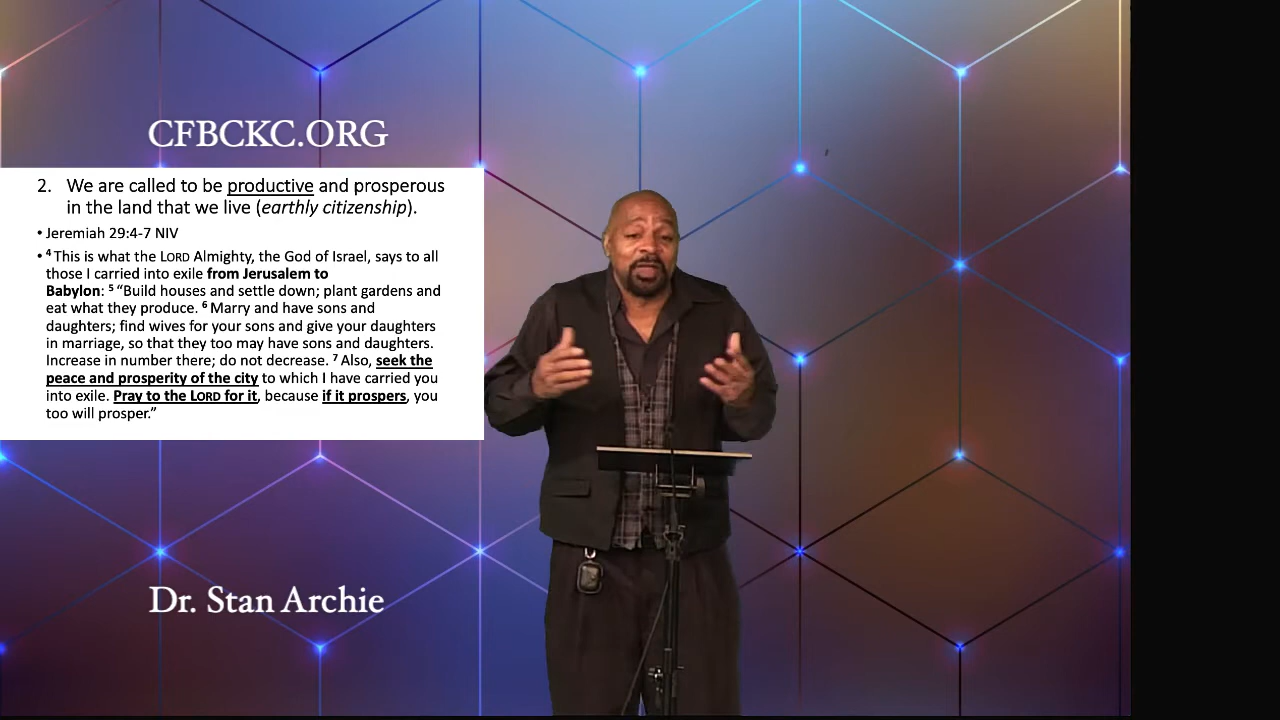 CFBCKC.ORG
2. We are called to be productive and prosperous
in the land that we live (earthly citizenship).
• Jeremiah 29:4-7 NIV
• ⁴ This is what the LORD Almighty, the God of Israel, says to all
those I carried into exile from Jerusalem to
Babylon: ⁵ “Build houses and settle down; plant gardens and
eat what they produce. ⁶ Marry and have sons and
daughters; find wives for your sons and give your daughters
in marriage, so that they too may have sons and daughters.
Increase in number there; do not decrease. ⁷ Also, seek the
peace and prosperity of the city to which I have carried you
into exile. Pray to the LORD for it, because if it prospers, you
too will prosper.”
Dr. Stan Archie